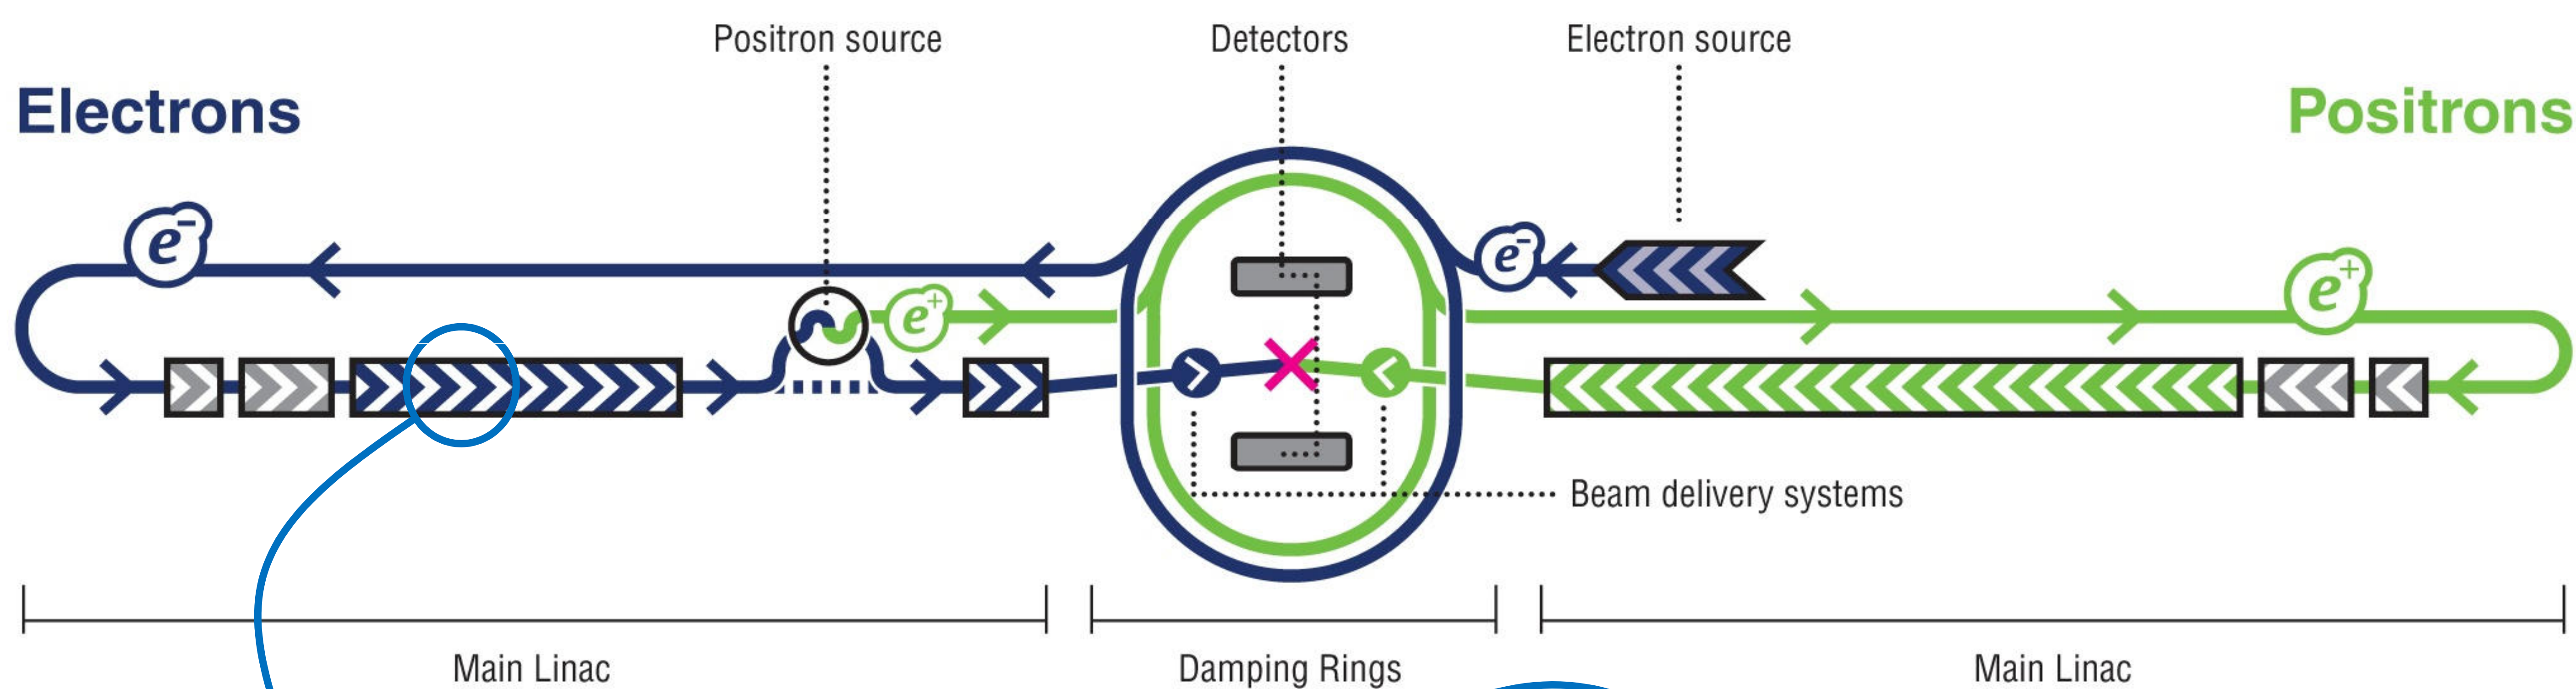 Positron source
Detectors
Electron source
Electrons
Positrons
e-
e-
e+
e+
Beam delivery systems
Main Linac
Damping Rings
Main Linac